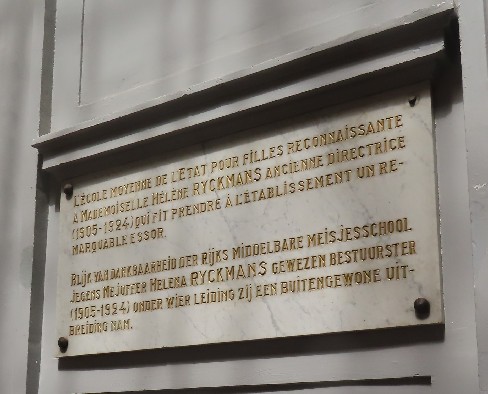 L'ÉCOLE MOYENNE DE L'ÉTAT POUR FILLES RECONNAISSANTE
A MADEMOISELLE HÉLÈNE RYCKMANS ANCIENNE DIRECTRICE
(1905-1924) QUI FIT PRENDRE À L'ÉTABLISSEMENT UN RE-
MARQUABLE ESSOR.
BLIJK VAN DANKBAARHEID DER RIJKS MIDDELBARE MEISJESSCHOOL
JEGENS MEJUFFER HELENA RYCKMANS GEWEZEN BESTUURSTER
(1905-1924) ONDER WIER LEIDING ZIJ EEN BUITENGEWONE UIT-
BREIDING NAM.